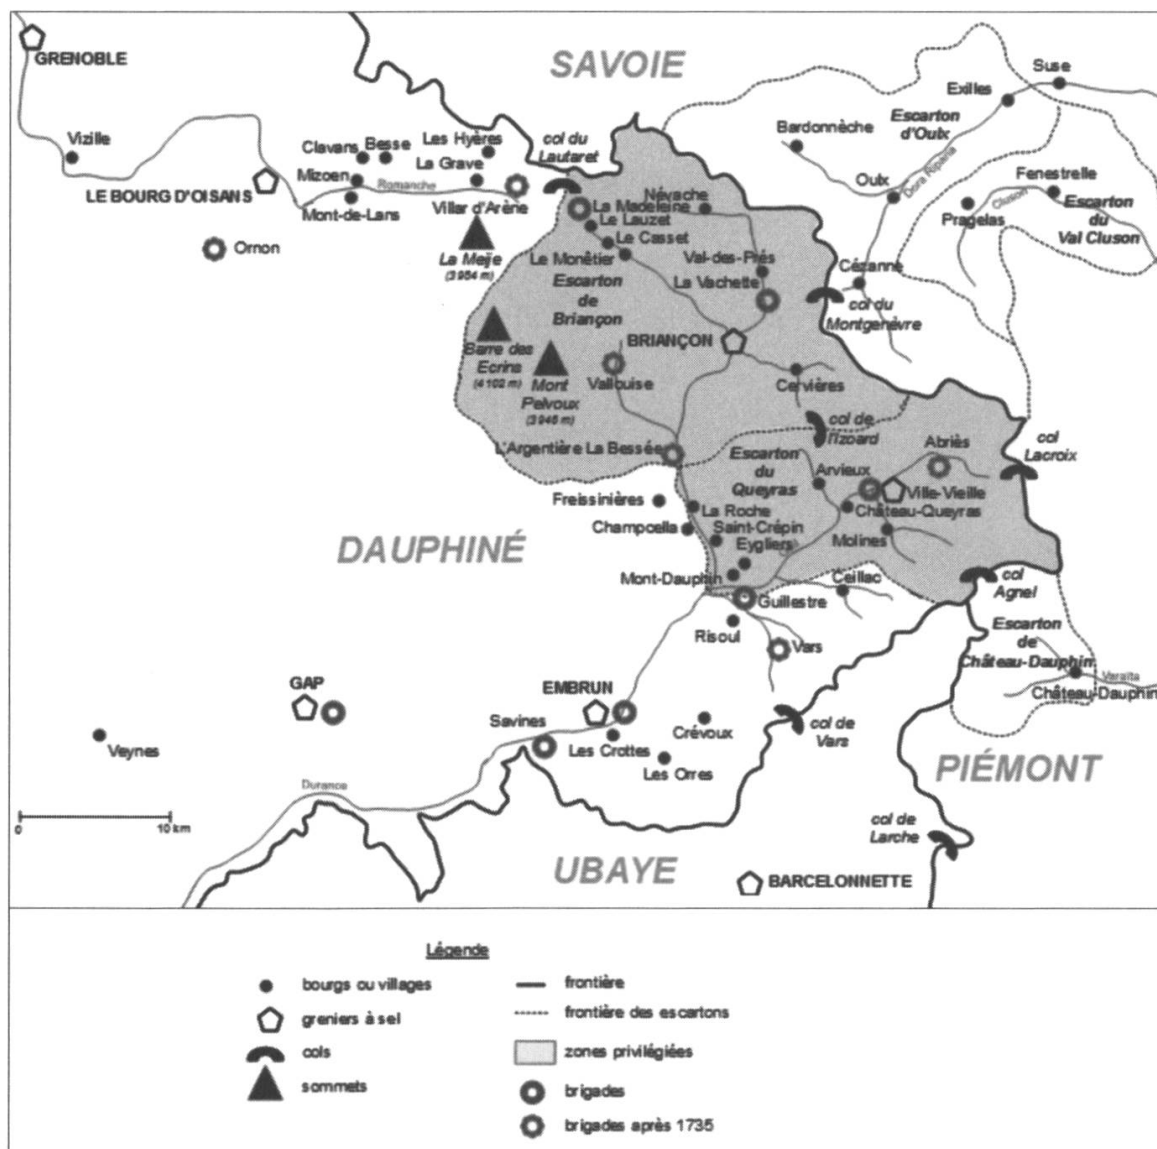 GRENOBLE
SAVOIE
Suse
Exilles
Escarton
d'Oulx
Bardonnèche
Vizille
Clavans
Besse
Les Hyères
La Grave
col du
Lautaret
Mizoen
Romanche
LE BOURG D'OISANS
Mont-de-Lans
Villar d'Arène
Névache
La Madeleine
Le Lauzet
Le Casset
Le Monêtier
Oulx
Dora Riparia
Fenestrelle
Cluson
Pragelas
Escarton
du
Val Cluson
Ornon
La Meije
(3 984 m)
Val-des-Prés
La Vachette
Cézanne
col du
Montgenèvre
Escarton
de
Briançon
BRIANÇON
Barre des
Ecrins
(4 102 m)
Mont
Pelvoux
(3 946 m)
Vallouise
Cervières
col de
l'Izoard
L'Argentière La Bessée
Escarton
du
Queyras
Abriès
col
Lacroix
Arvieux
Ville-Vieille
Château-Queyras
Freissinières
La Roche
Champcella
Saint-Crépin
Eygliers
Molines
DAUPHINÉ
Mont-Dauphin
Ceillac
col
Agnel
Guillestre
Risoul
Vars
Escarton
de
Château-Dauphin
Varaita
Château-Dauphin
GAP
EMBRUN
Savines
Crévoux
col de
Vars
Veynes
Les Crottes
Les Orres
PIÉMONT
Durance
0 10 km
col de
Larche
UBAYE
BARCELONNETTE
Légende
bourgs ou villages
greniers à sel
cols
sommets
frontière
frontière des escartons
zones privilégiées
brigades
brigades après 1735